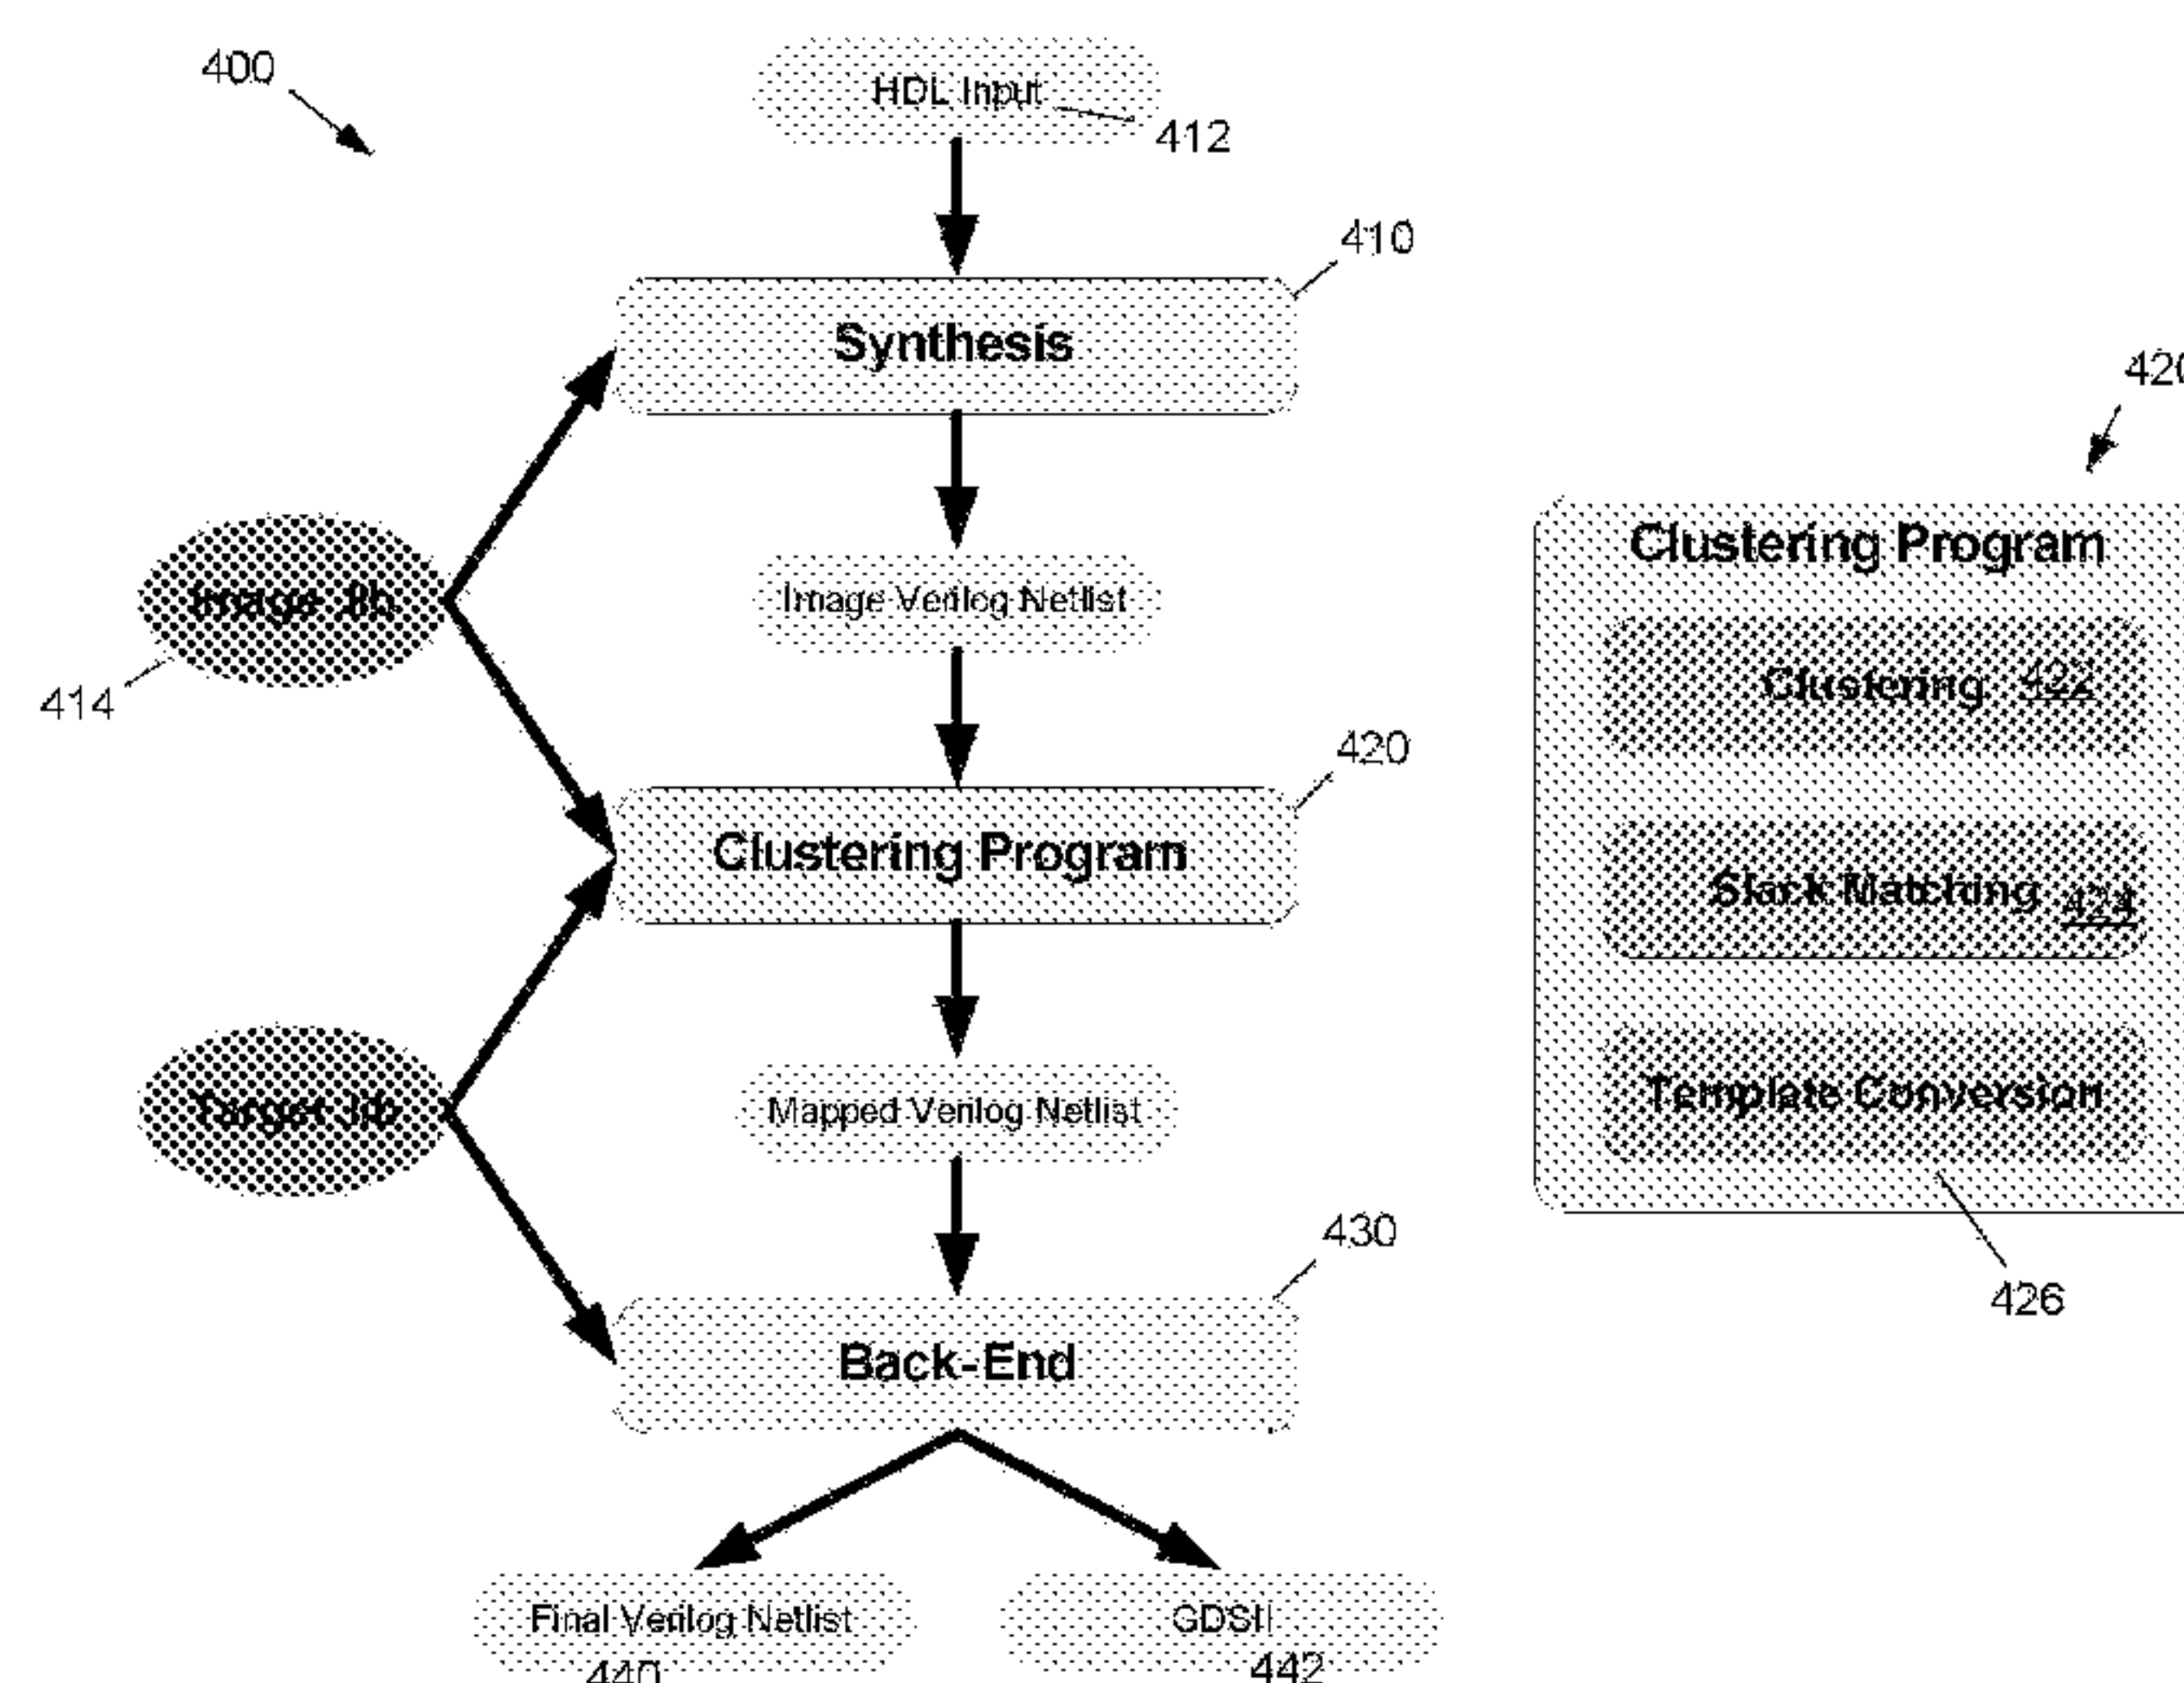 400
HDL Input
412
410
Synthesis
Image .lib
414
Image Verilog Netlist
420
Clustering Program
Target .lib
Mapped Verilog Netlist
430
Back-End
Final Verilog Netlist
440
GDSII
442
Clustering Program
Clustering 422
Slack Matching 424
Template Conversion
426